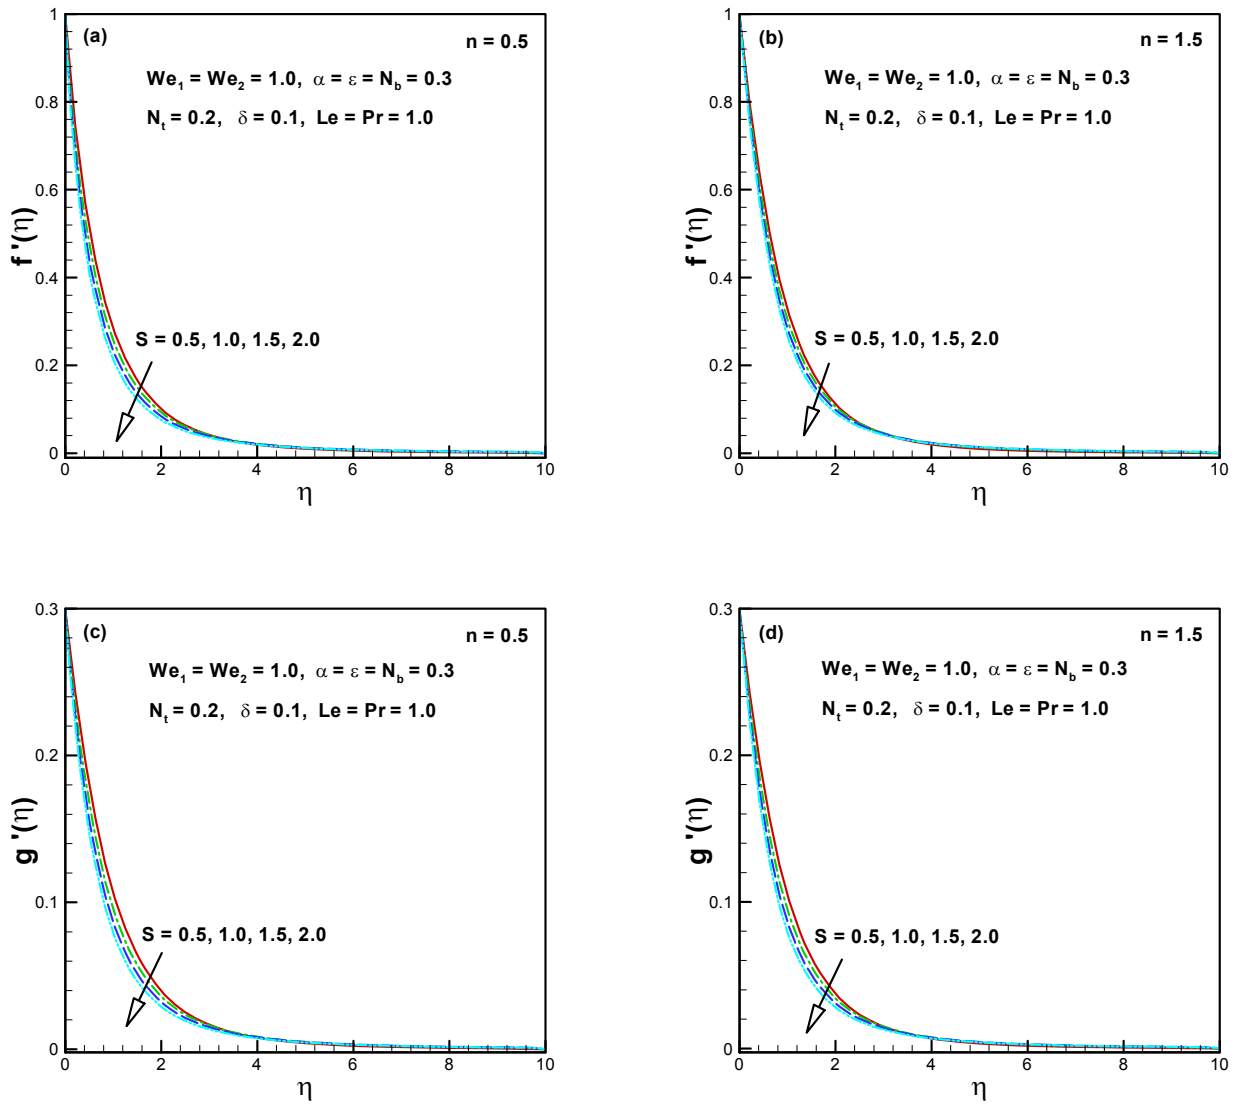 (a)
n = 0.5
We₁ = We₂ = 1.0, α = ε = N_b = 0.3
N_t = 0.2, δ = 0.1, Le = Pr = 1.0
S = 0.5, 1.0, 1.5, 2.0
f '(η)
1
0.8
0.6
0.4
0.2
0
0 2 4 6 8 10
η
(b)
n = 1.5
We₁ = We₂ = 1.0, α = ε = N_b = 0.3
N_t = 0.2, δ = 0.1, Le = Pr = 1.0
S = 0.5, 1.0, 1.5, 2.0
f '(η)
1
0.8
0.6
0.4
0.2
0
0 2 4 6 8 10
η
(c)
n = 0.5
We₁ = We₂ = 1.0, α = ε = N_b = 0.3
N_t = 0.2, δ = 0.1, Le = Pr = 1.0
S = 0.5, 1.0, 1.5, 2.0
g '(η)
0.3
0.2
0.1
0
0 2 4 6 8 10
η
(d)
n = 1.5
We₁ = We₂ = 1.0, α = ε = N_b = 0.3
N_t = 0.2, δ = 0.1, Le = Pr = 1.0
S = 0.5, 1.0, 1.5, 2.0
g '(η)
0.3
0.2
0.1
0
0 2 4 6 8 10
η